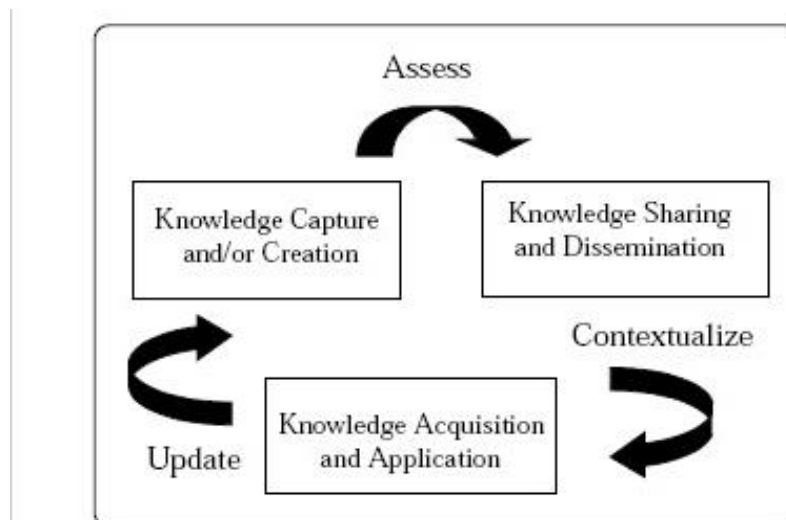 Assess
Knowledge Capture
and/or Creation
Knowledge Sharing
and Dissemination
Contextualize
Knowledge Acquisition
and Application
Update